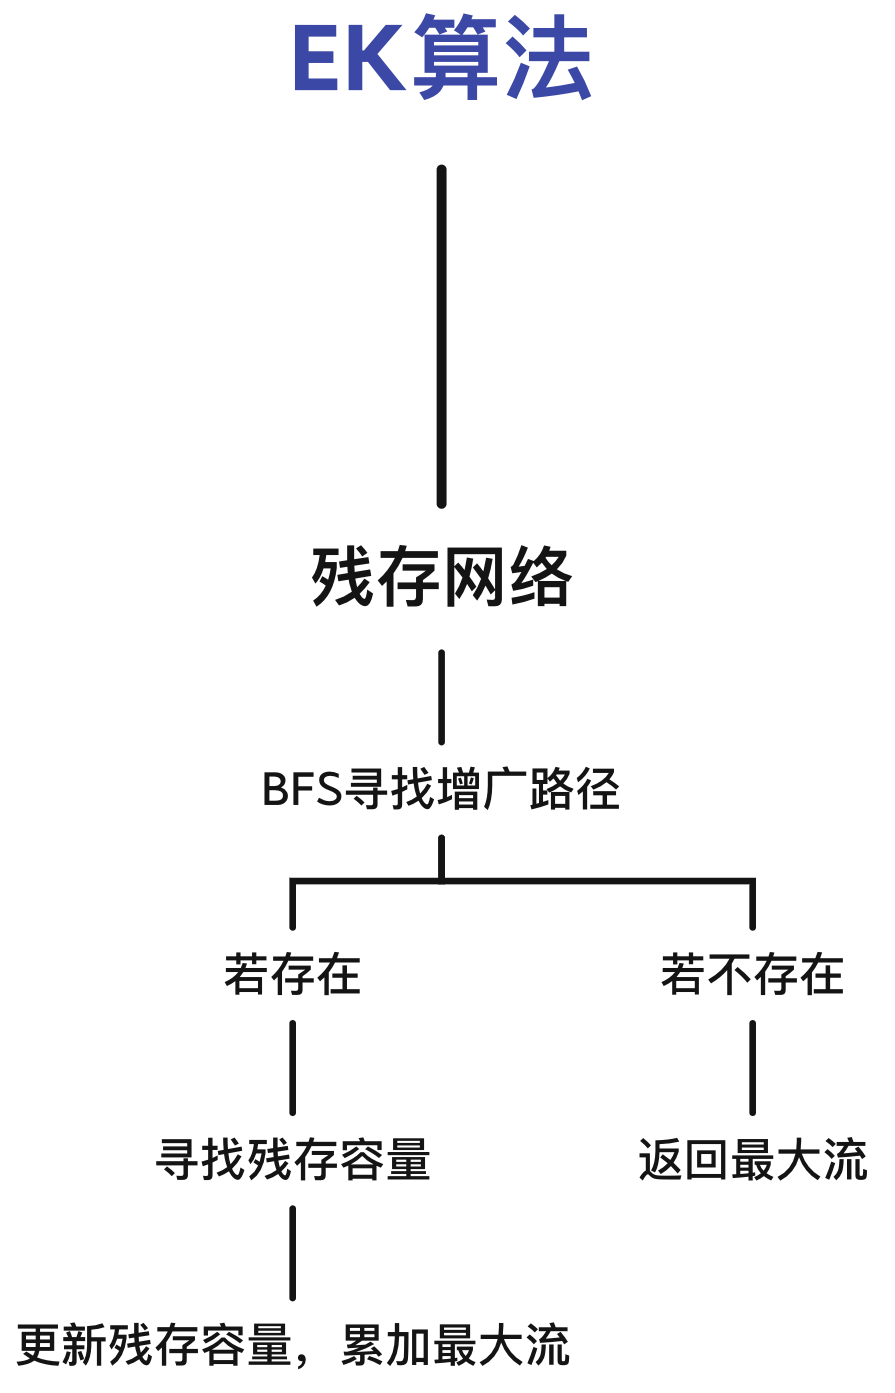 EK算法
残存网络
BFS寻找增广路径
若存在
若不存在
寻找残存容量
返回最大流
更新残存容量，累加最大流